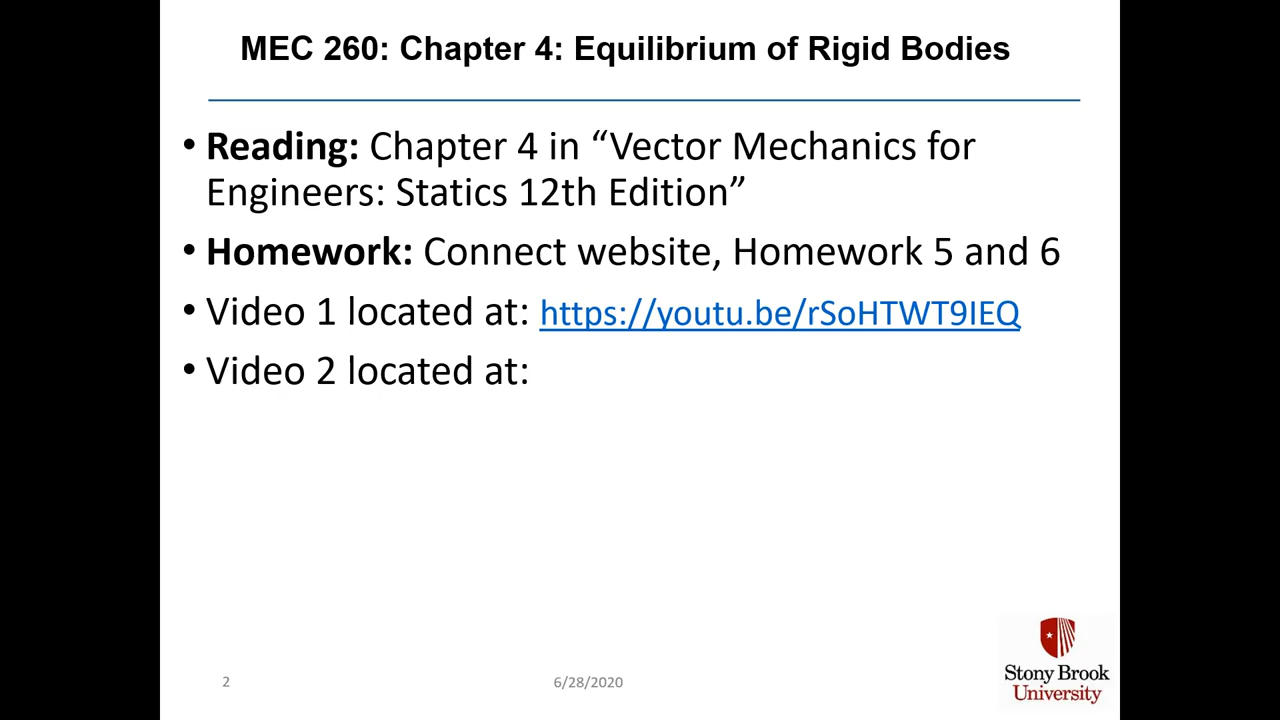 MEC 260: Chapter 4: Equilibrium of Rigid Bodies
• Reading: Chapter 4 in “Vector Mechanics for
Engineers: Statics 12th Edition”
• Homework: Connect website, Homework 5 and 6
• Video 1 located at: https://youtu.be/rSoHTWT9IEQ
• Video 2 located at:
2
6/28/2020
Stony Brook
University